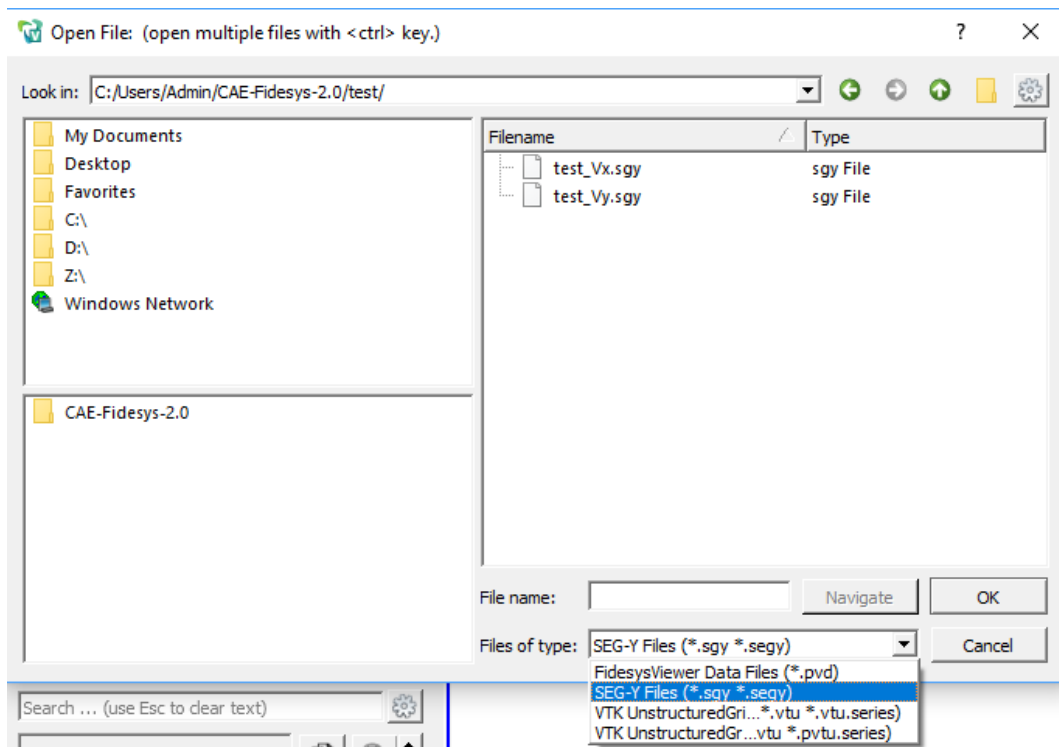 Open File: (open multiple files with <ctrl> key.)
?
Look in: C:/Users/Admin/CAE-Fidesys-2.0/test/
My Documents
Desktop
Favorites
C:\
D:\
Z:\
Windows Network
CAE-Fidesys-2.0
Filename Type
test_Vx.sgy sgy File
test_Vy.sgy sgy File
File name: Navigate OK
Files of type: SEG-Y Files (*.sgy *.segy) Cancel
FidesysViewer Data Files (*.pvd)
SEG-Y Files (*.sgy *.segy)
VTK UnstructuredGri...*.vtu *.vtu.series)
VTK UnstructuredGr...vtu *.pvtu.series)
Search ... (use Esc to clear text)